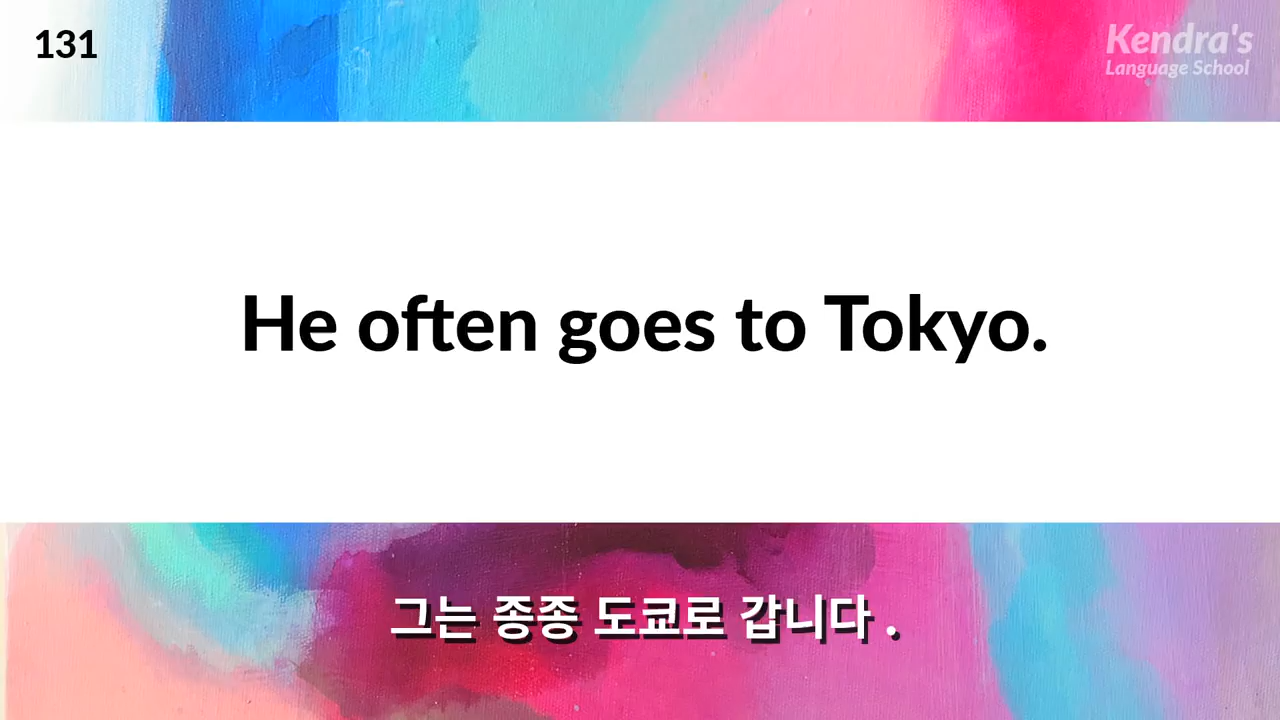 131
Kendra's
Language School
He often goes to Tokyo.
그는 종종 도쿄로 갑니다 .